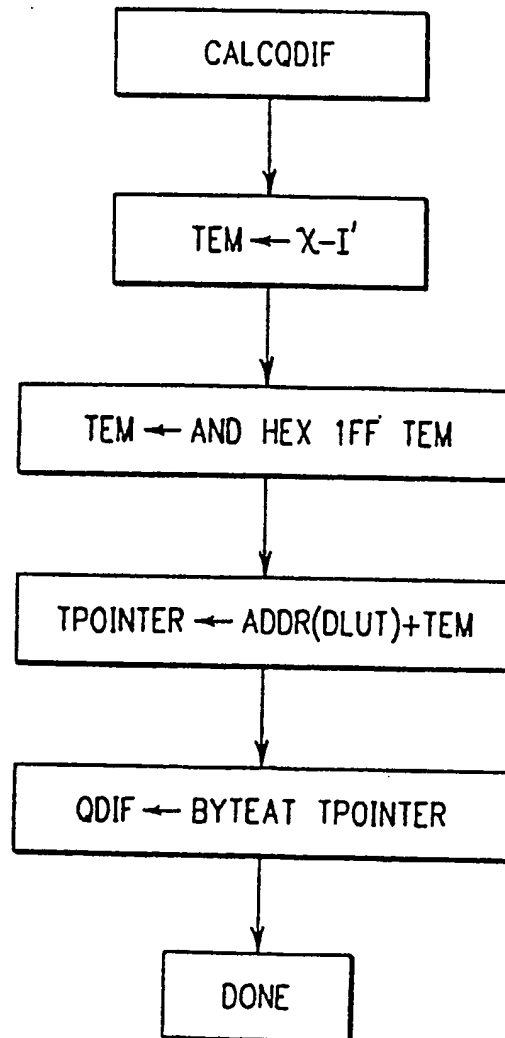 CALCQDIF
TEM ← X-I'
TEM ← AND HEX 1FF TEM
TPOINTER ← ADDR(DLUT)+TEM
QDIF ← BYTEAT TPOINTER
DONE